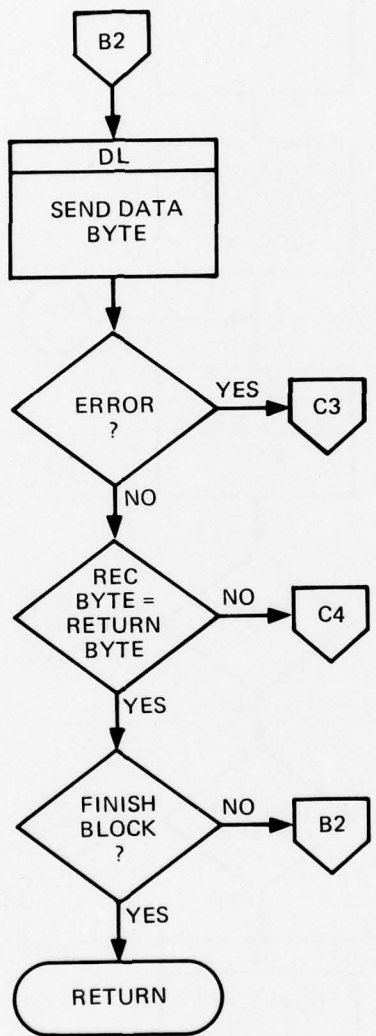 B2
DL
SEND DATA
BYTE
ERROR
?
YES
C3
NO
REC
BYTE =
RETURN
BYTE
NO
C4
YES
FINISH
BLOCK
?
NO
B2
YES
RETURN